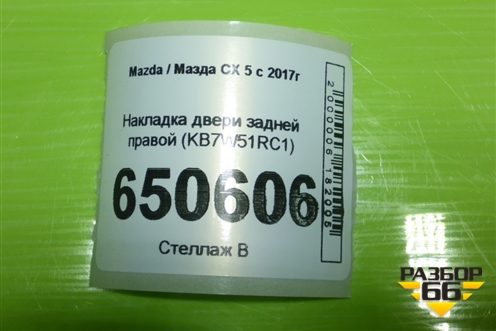 Mazda / Мазда CX 5 с 2017г
Накладка двери задней
правой (KB7W51RC1)
650606
Стеллаж В
2000006182005
РАЗБОР
66